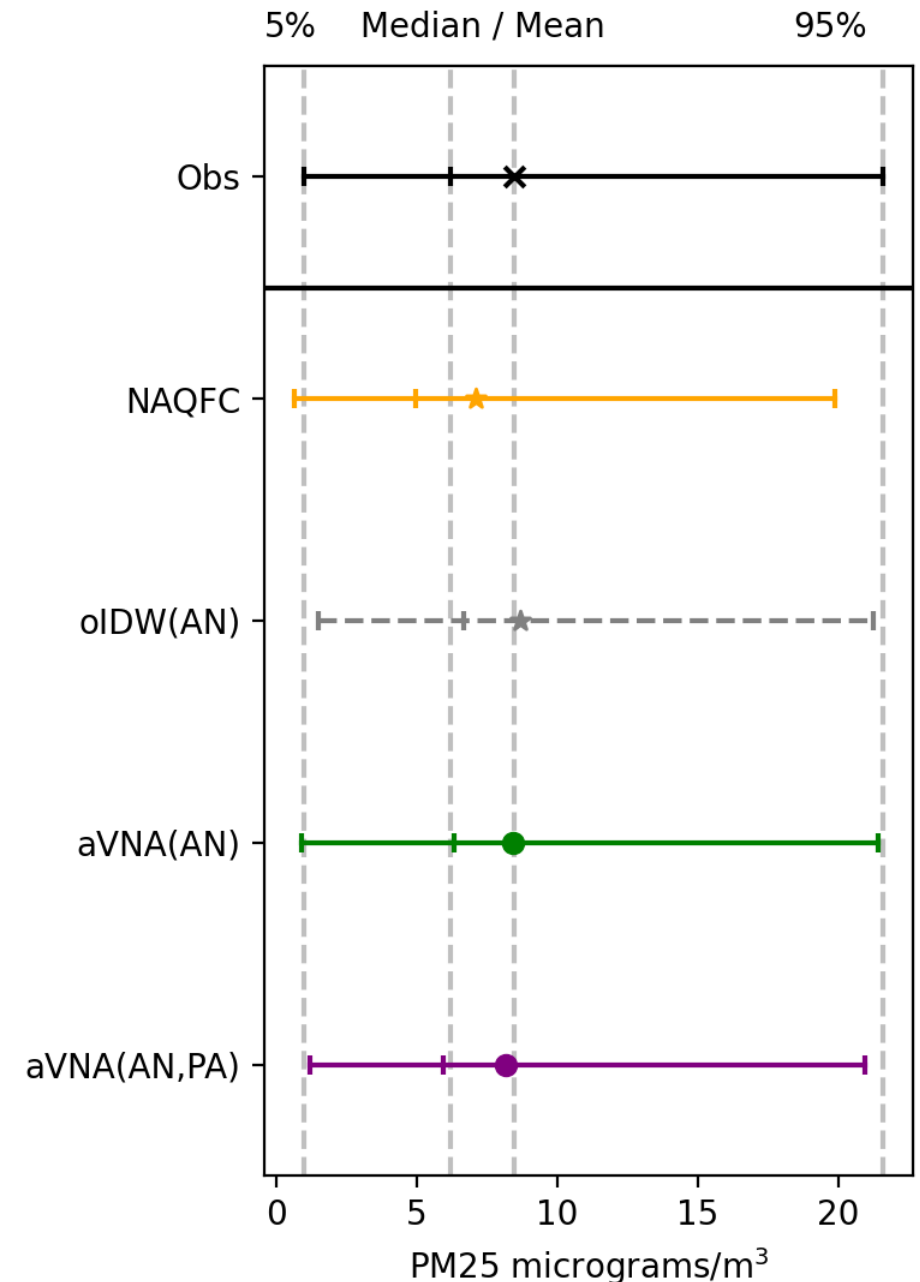 5% Median / Mean 95%
Obs
NAQFC
oIDW(AN)
aVNA(AN)
aVNA(AN,PA)
0 5 10 15 20
PM25 micrograms/m³